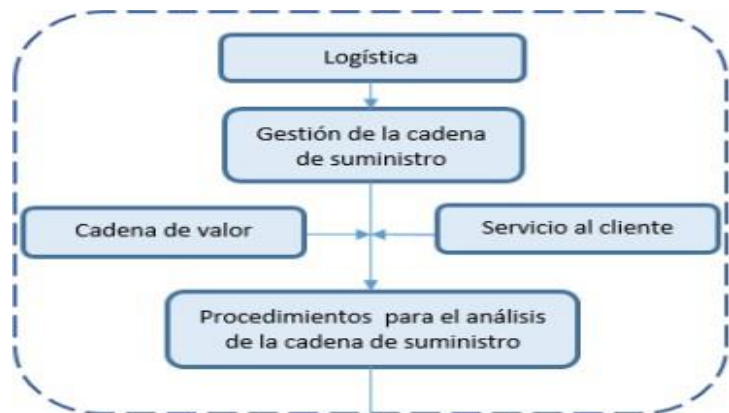 Logística
Gestión de la cadena
de suministro
Cadena de valor
Servicio al cliente
Procedimientos para el análisis
de la cadena de suministro